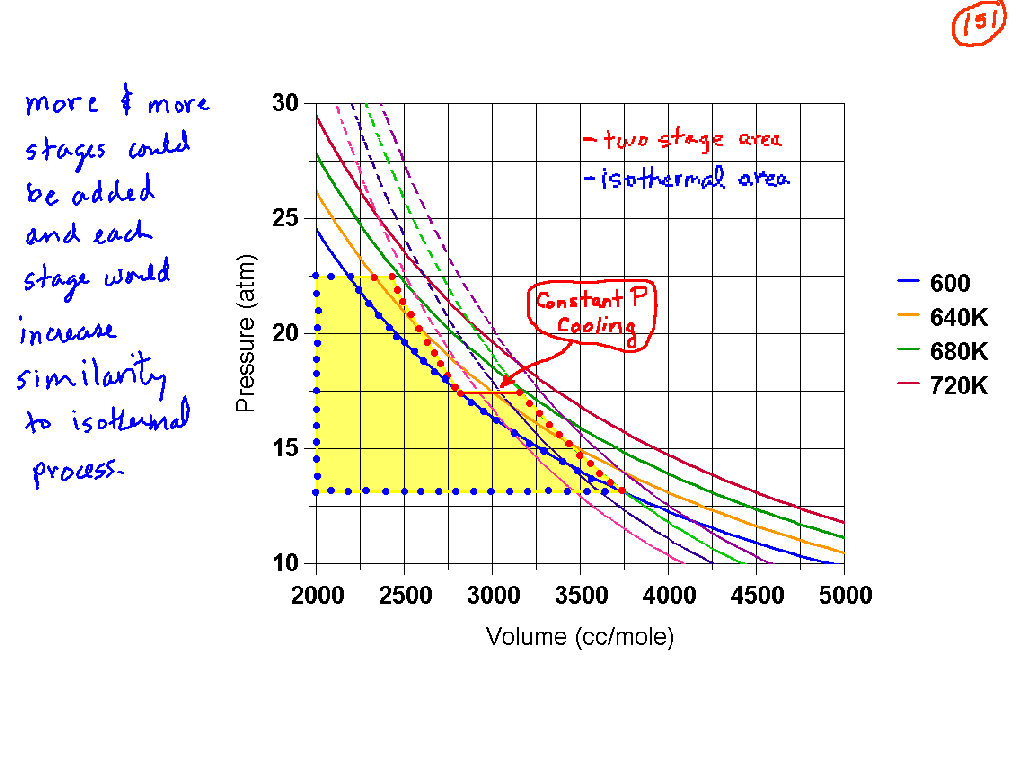 151
more & more
stages could
be added
and each
stage would
increase
similarity
to isothermal
process.
- two stage area
- isothermal area
Constant P
Cooling
30
25
20
15
10
Pressure (atm)
2000 2500 3000 3500 4000 4500 5000
Volume (cc/mole)
600
640K
680K
720K